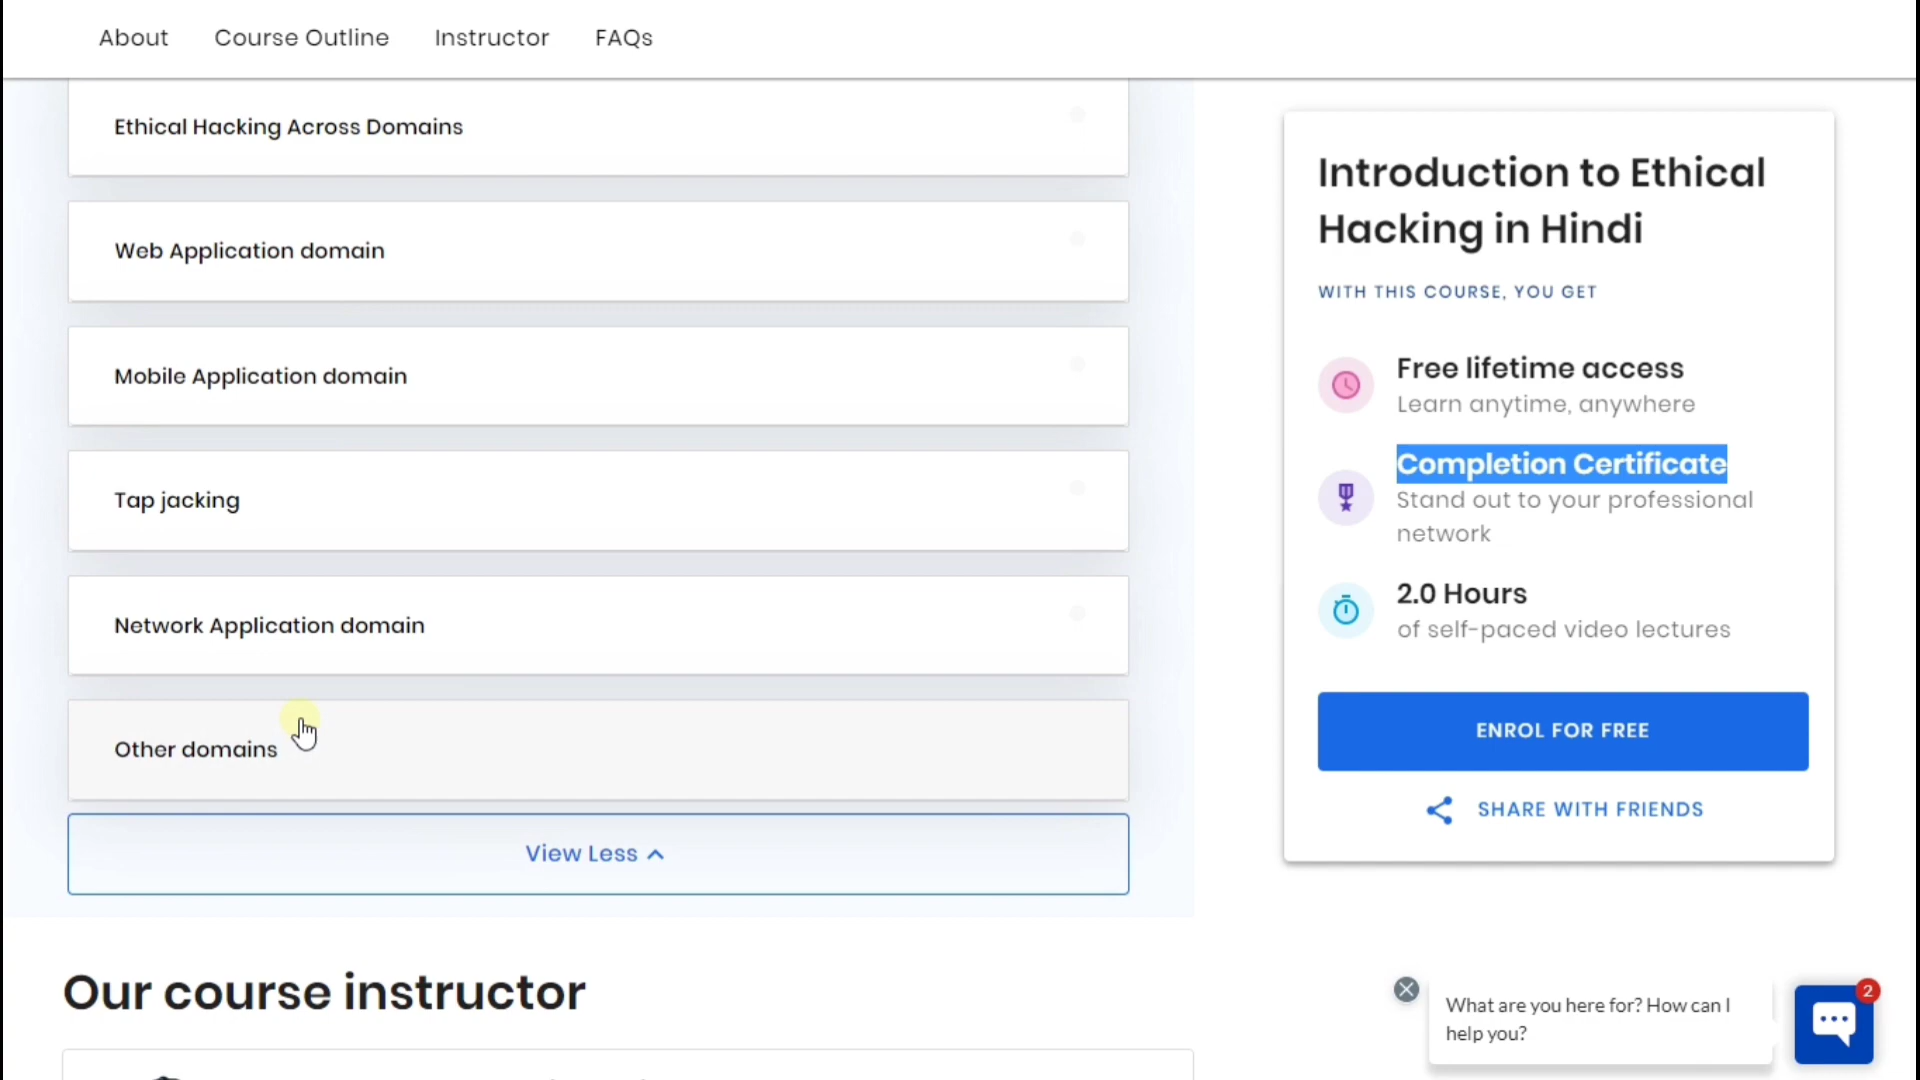 About
Course Outline
Instructor
FAQs
Ethical Hacking Across Domains
Web Application domain
Mobile Application domain
Tap jacking
Network Application domain
Other domains
View Less
Our course instructor
Introduction to Ethical
Hacking in Hindi
WITH THIS COURSE, YOU GET
Free lifetime access
Learn anytime, anywhere
Completion Certificate
Stand out to your professional
network
2.0 Hours
of self-paced video lectures
ENROL FOR FREE
SHARE WITH FRIENDS
What are you here for? How can I
help you?
2